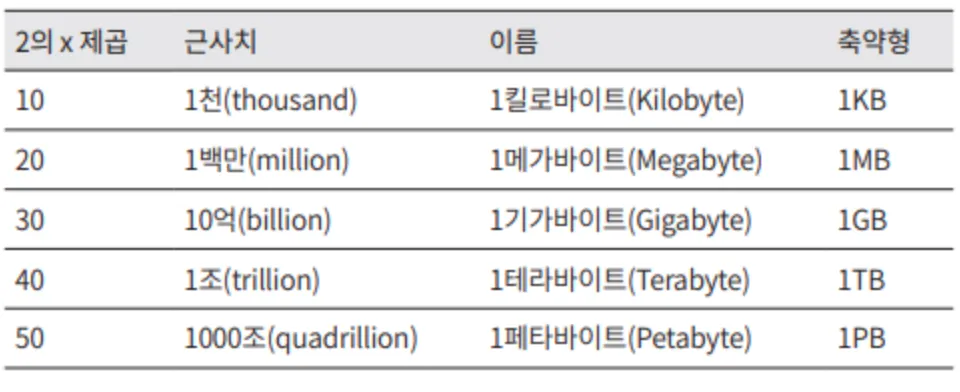 2의 x 제곱 근사치 이름 축약형
10 1천(thousand) 1킬로바이트(Kilobyte) 1KB
20 1백만(million) 1메가바이트(Megabyte) 1MB
30 10억(billion) 1기가바이트(Gigabyte) 1GB
40 1조(trillion) 1테라바이트(Terabyte) 1TB
50 1000조(quadrillion) 1페타바이트(Petabyte) 1PB